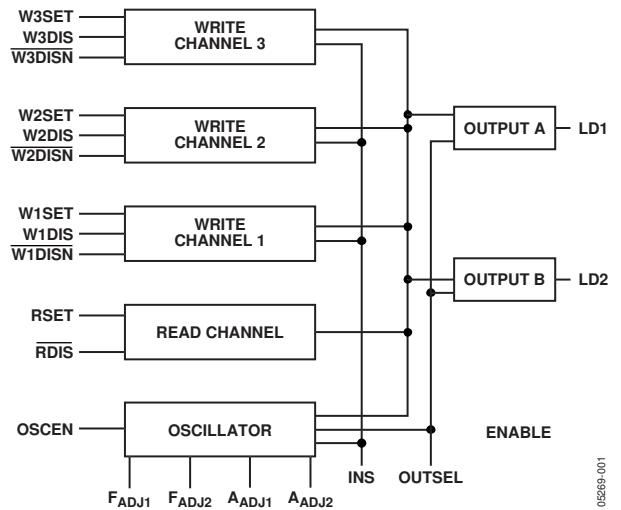 W3SET
W3DIS
W3DISN
WRITE
CHANNEL 3
W2SET
W2DIS
W2DISN
WRITE
CHANNEL 2
OUTPUT A
LD1
W1SET
W1DIS
W1DISN
WRITE
CHANNEL 1
OUTPUT B
LD2
RSET
RDIS
READ CHANNEL
OSCEN
OSCILLATOR
ENABLE
INS
OUTSEL
FADJ1
FADJ2
AADJ1
AADJ2
05269-001